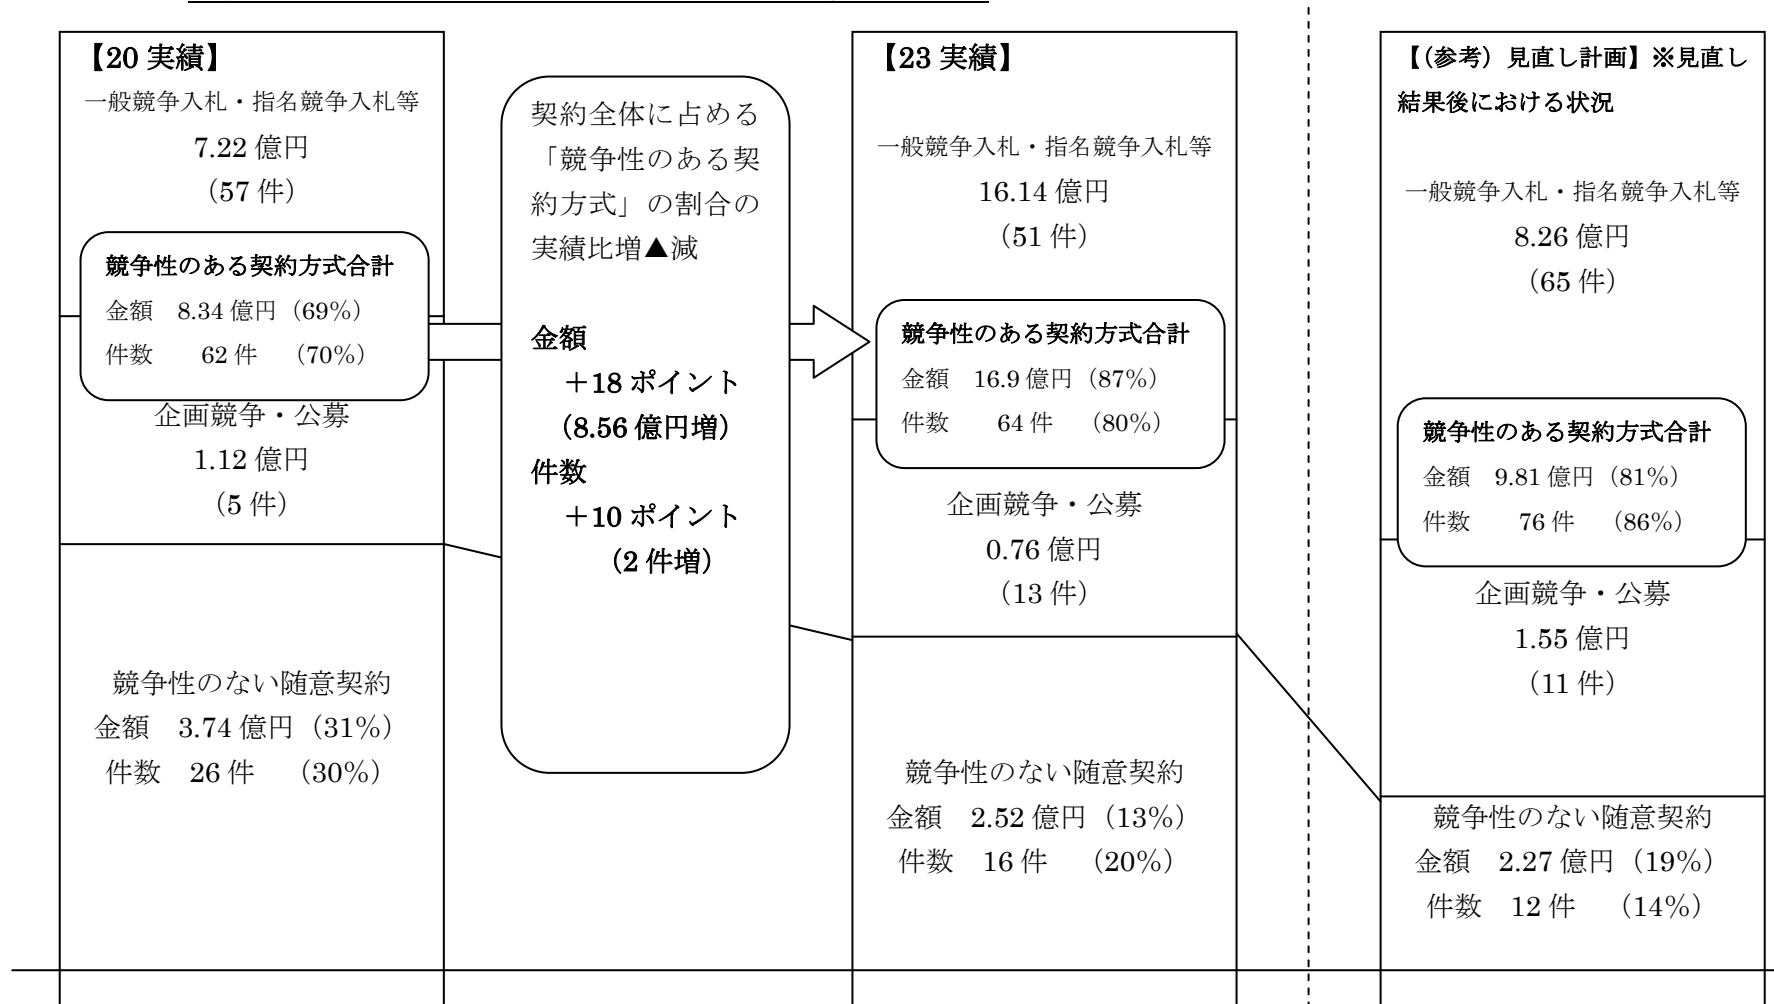 【20 実績】
一般競争入札・指名競争入札等
7.22 億円
（57 件）
競争性のある契約方式合計
金額　8.34 億円（69%）
件数　　62 件　（70%）
企画競争・公募
1.12 億円
（5 件）
競争性のない随意契約
金額　3.74 億円（31%）
件数　26 件　（30%）
契約全体に占める
「競争性のある契
約方式」の割合の
実績比増▲減
金額
＋18 ポイント
（8.56 億円増）
件数
＋10 ポイント
（2 件増）
【23 実績】
一般競争入札・指名競争入札等
16.14 億円
（51 件）
競争性のある契約方式合計
金額　16.9 億円（87%）
件数　　64 件　（80%）
企画競争・公募
0.76 億円
（13 件）
競争性のない随意契約
金額　2.52 億円（13%）
件数　16 件　（20%）
【（参考）見直し計画】※見直し
結果後における状況
一般競争入札・指名競争入札等
8.26 億円
（65 件）
競争性のある契約方式合計
金額　9.81 億円（81%）
件数　　76 件　（86%）
企画競争・公募
1.55 億円
（11 件）
競争性のない随意契約
金額　2.27 億円（19%）
件数　12 件　（14%）